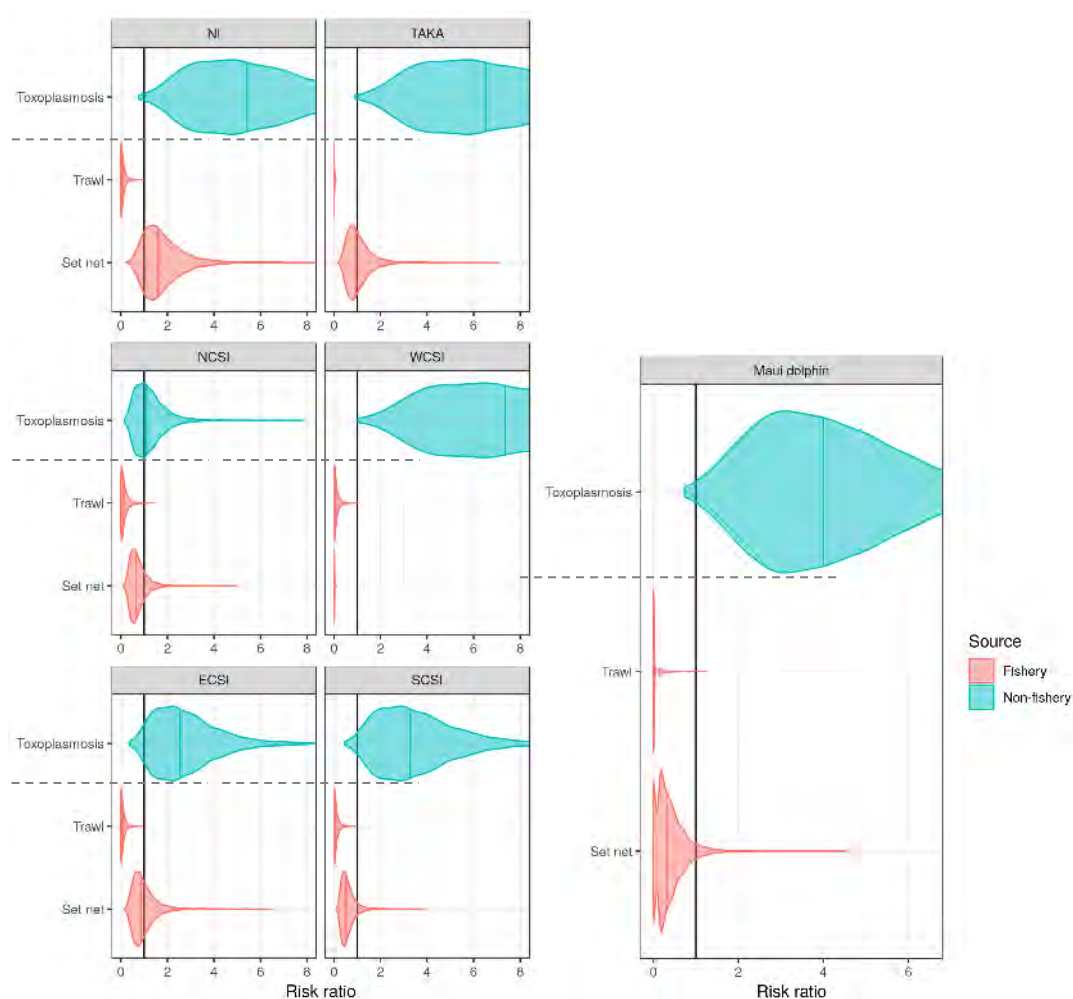 NI TAKA
Toxoplasmosis
Trawl
Set net
0 2 4 6 8 0 2 4 6 8
NCSI WCSI
Toxoplasmosis
Trawl
Set net
0 2 4 6 8 0 2 4 6 8
ECSI SCSI
Toxoplasmosis
Trawl
Set net
0 2 4 6 8 0 2 4 6 8
Risk ratio
Maui dolphin
Toxoplasmosis
Trawl
Set net
0 2 4 6
Risk ratio
Source
Fishery
Non-fishery